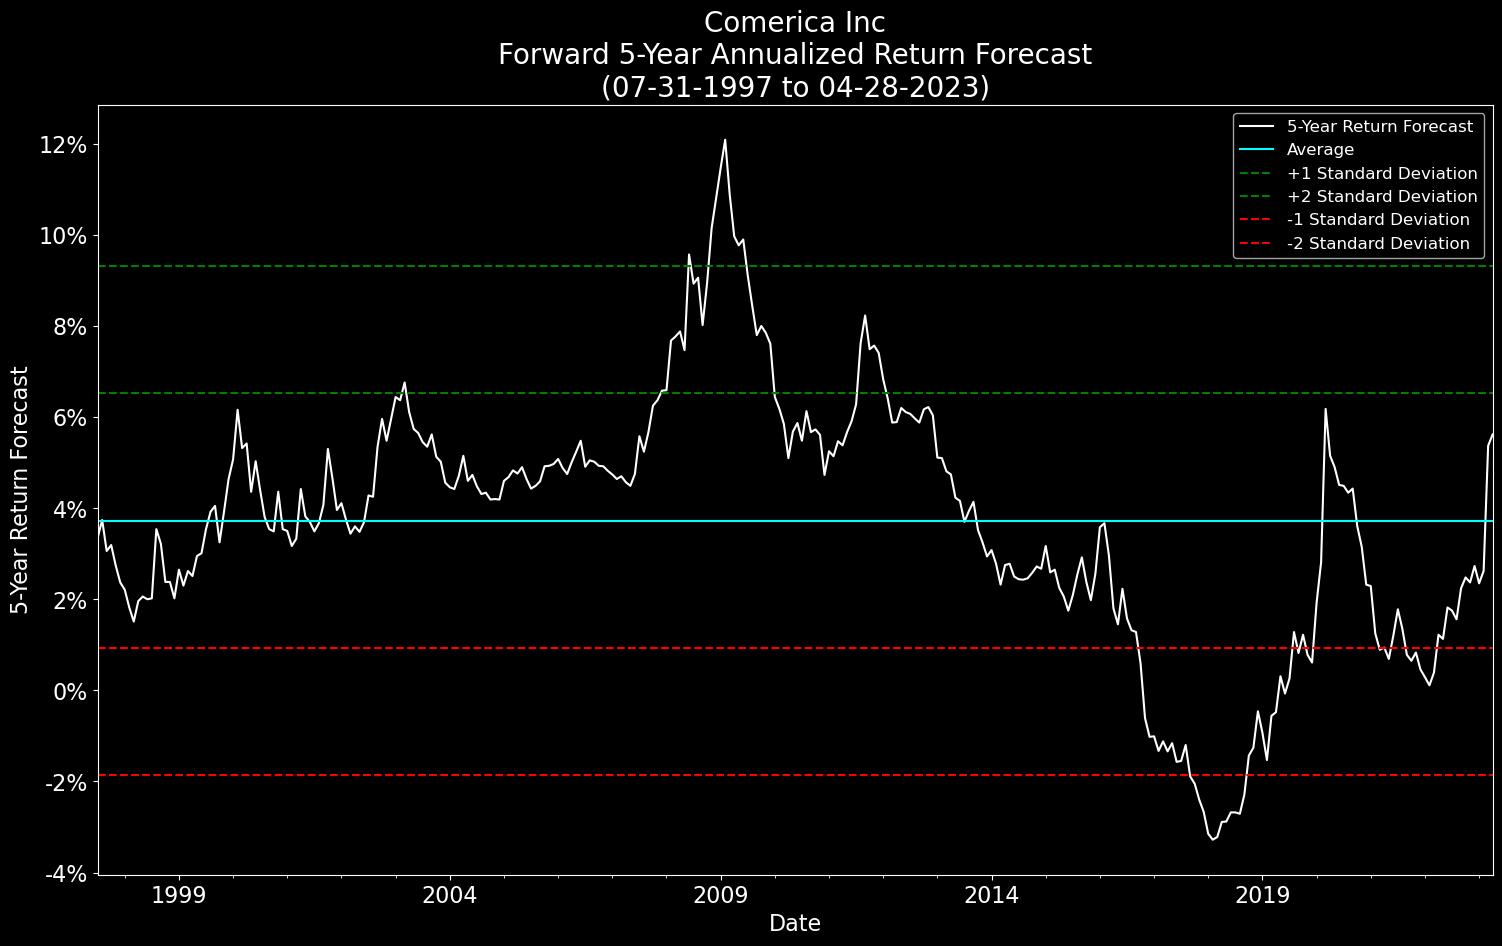 Comerica Inc
Forward 5-Year Annualized Return Forecast
(07-31-1997 to 04-28-2023)
5-Year Return Forecast
Average
+1 Standard Deviation
+2 Standard Deviation
-1 Standard Deviation
-2 Standard Deviation
12%
10%
8%
6%
4%
2%
0%
-2%
-4%
5-Year Return Forecast
1999 2004 2009 2014 2019
Date